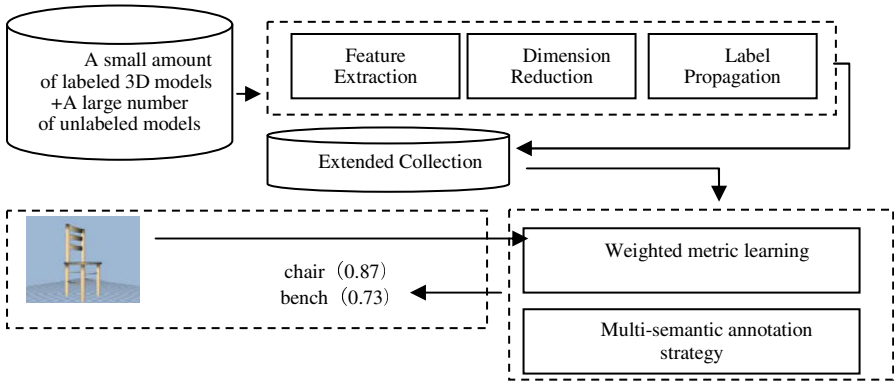 A small amount
of labeled 3D models
+A large number
of unlabeled models
Feature
Extraction
Dimension
Reduction
Label
Propagation
Extended Collection
Weighted metric learning
chair（0.87）
bench（0.73）
Multi-semantic annotation
strategy